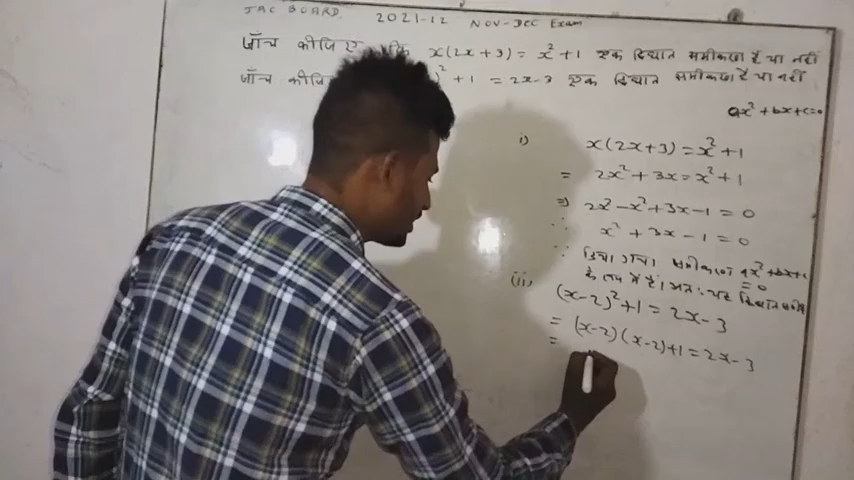 JAC BOARD 2021-12 NOV-DEC Exam
जाँच कीजिए कि x(2x+3) = x²+1 एक द्विघात समीकरण है या नहीं
जाँच कीजि )² + 1 = 2x-3 एक द्विघात समीकरण है या नहीं
ax² + bx+c=0
i) x(2x+3) = x²+1
= 2x² + 3x = x² + 1
⇒ 2x² - x² + 3x - 1 = 0
∴ x² + 3x - 1 = 0
∴ दिया गया समीकरण ax²+bx+c
= 0
के रूप में है। अतः यह द्विघात समी०
(ii) (x-2)² + 1 = 2x - 3
= (x-2)(x-2)+1 = 2x-3
=